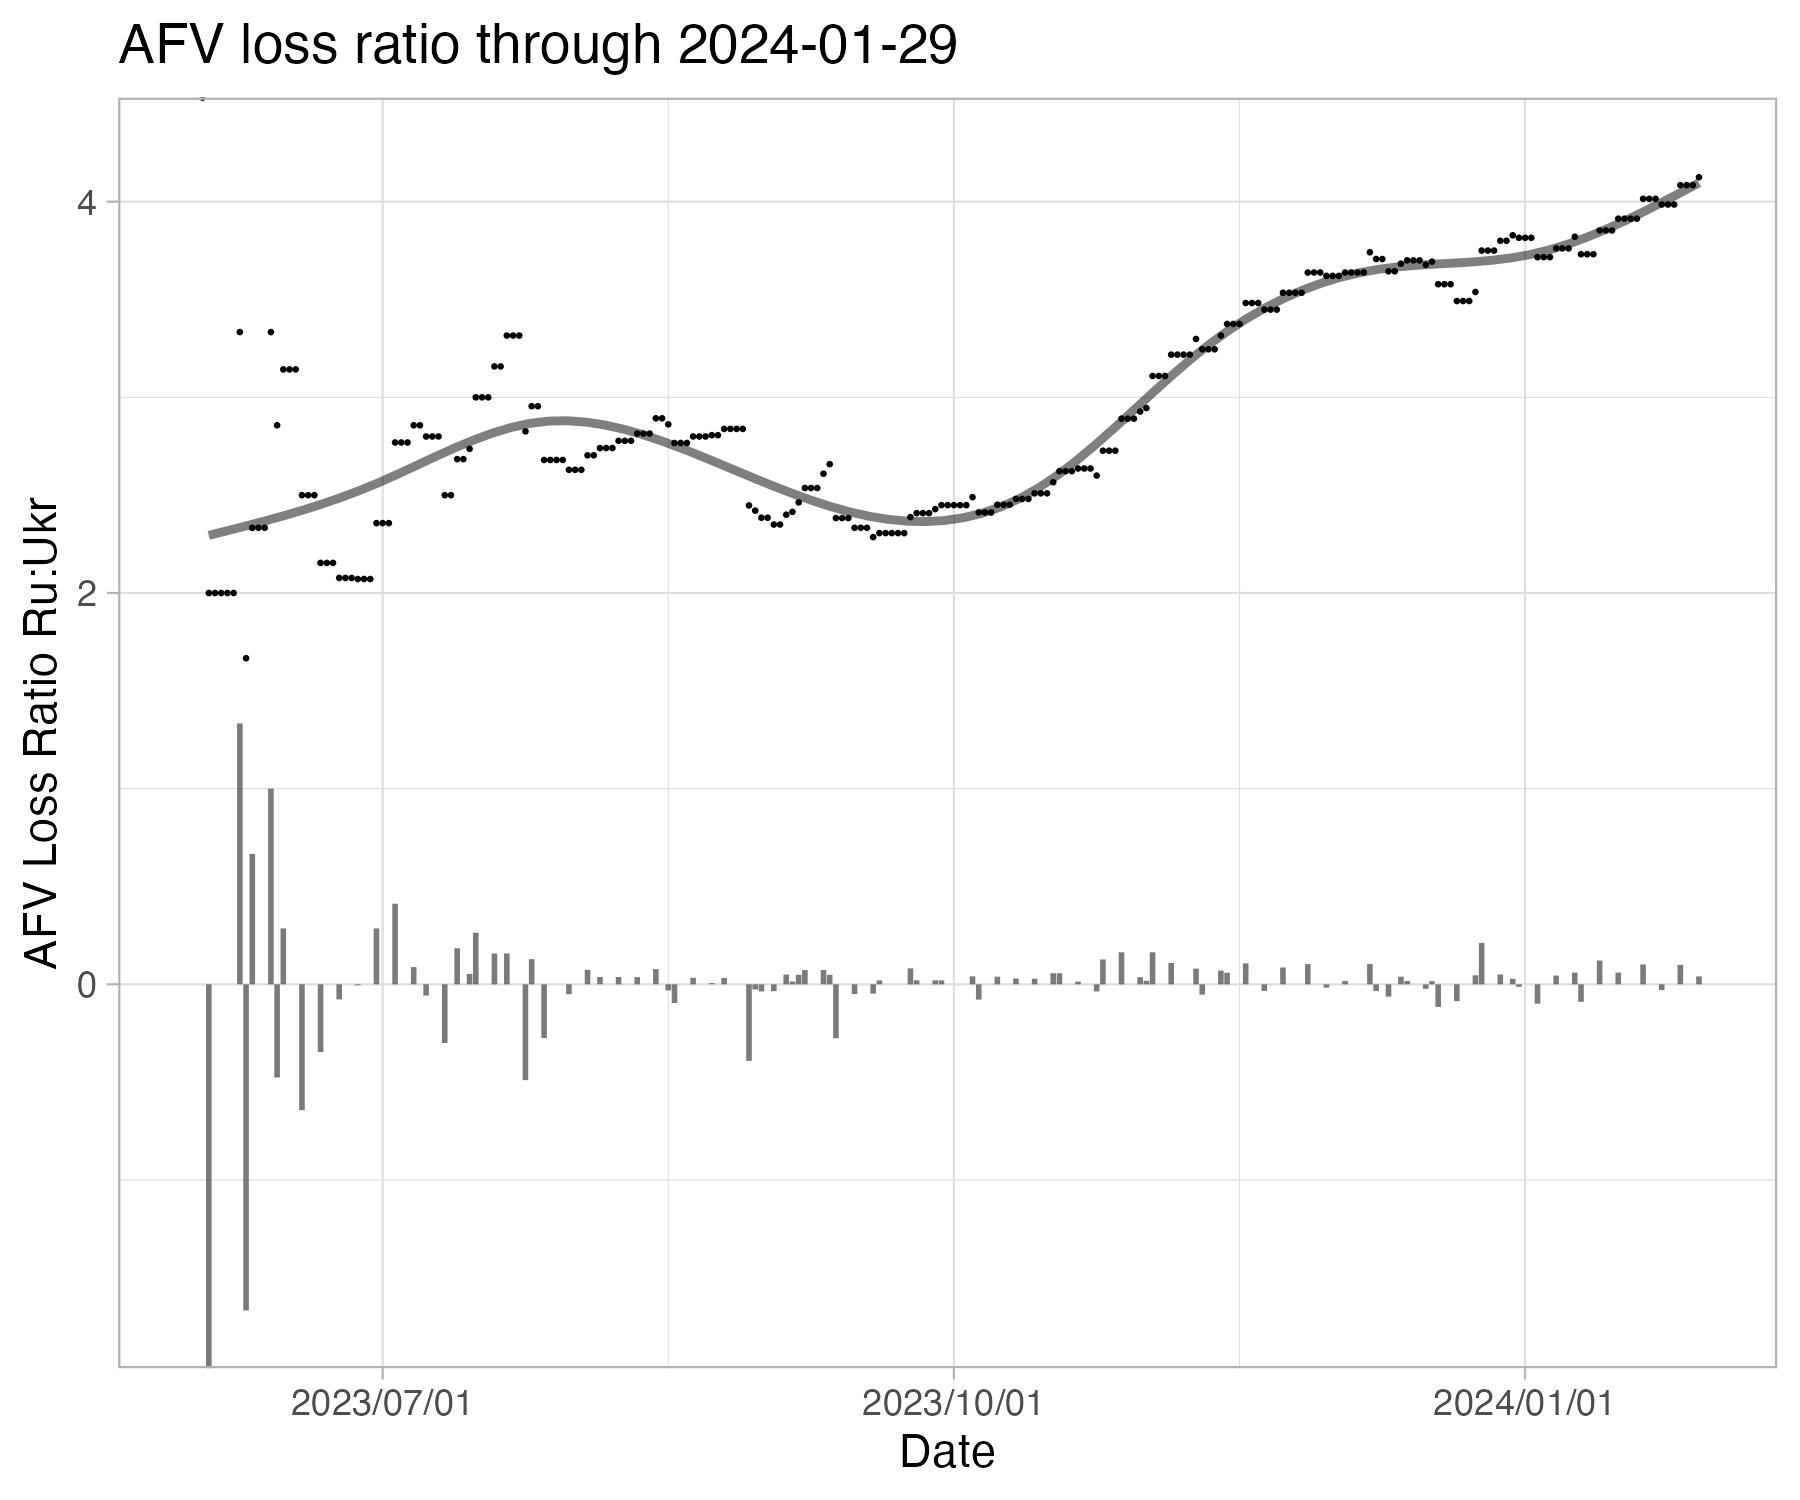 AFV loss ratio through 2024-01-29
AFV Loss Ratio Ru:Ukr
4
2
0
2023/07/01
2023/10/01
2024/01/01
Date